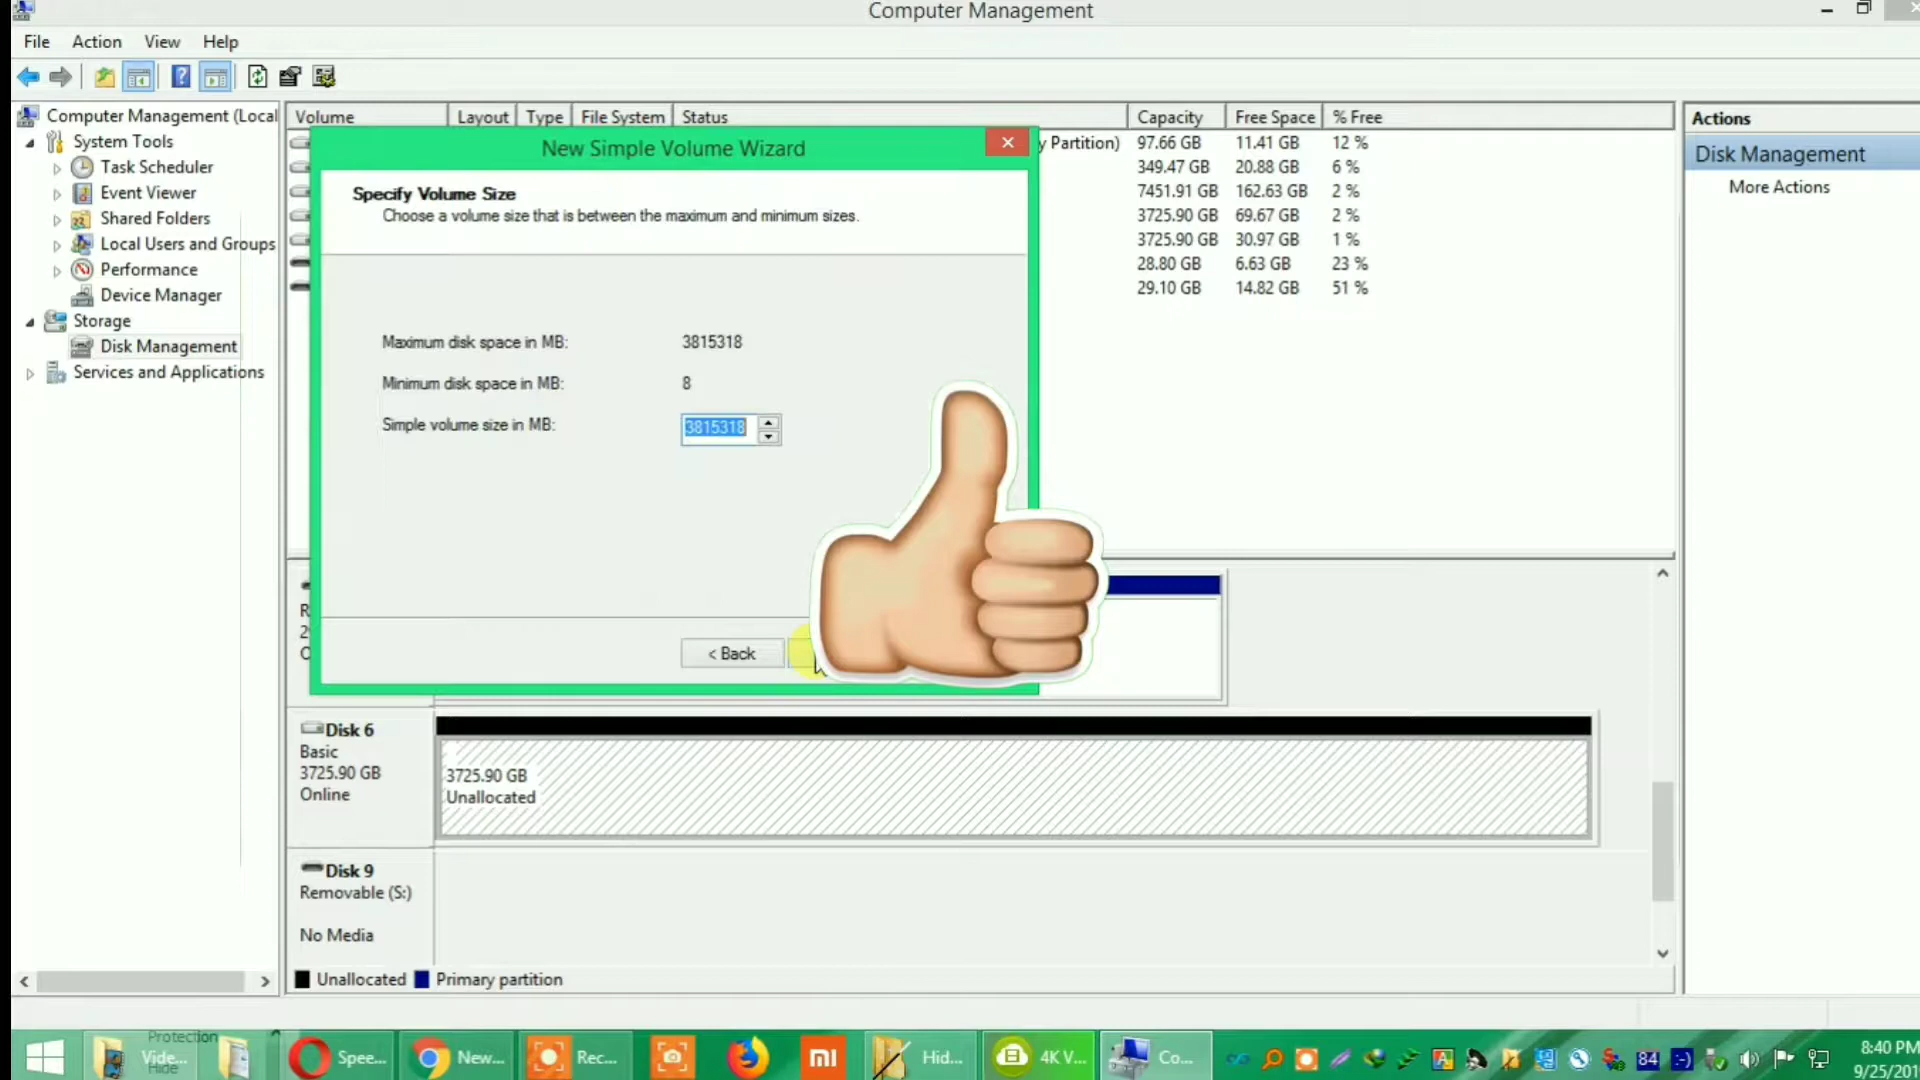 Computer Management
File Action View Help
Computer Management (Local
System Tools
Task Scheduler
Event Viewer
Shared Folders
Local Users and Groups
Performance
Device Manager
Storage
Disk Management
Services and Applications
Volume Layout Type File System Status Capacity Free Space % Free
y Partition) 97.66 GB 11.41 GB 12 %
349.47 GB 20.88 GB 6 %
7451.91 GB 162.63 GB 2 %
3725.90 GB 69.67 GB 2 %
3725.90 GB 30.97 GB 1 %
28.80 GB 6.63 GB 23 %
29.10 GB 14.82 GB 51 %
Actions
Disk Management
More Actions
New Simple Volume Wizard
Specify Volume Size
Choose a volume size that is between the maximum and minimum sizes.
Maximum disk space in MB: 3815318
Minimum disk space in MB: 8
Simple volume size in MB: 3815318
< Back
Disk 6
Basic
3725.90 GB
Online
3725.90 GB
Unallocated
Disk 9
Removable (S:)
No Media
Unallocated Primary partition
Protection
Hide
Vide... Spee... New... Rec... mi Hid... 4K V... Co... 84
8:40 PM
9/25/201